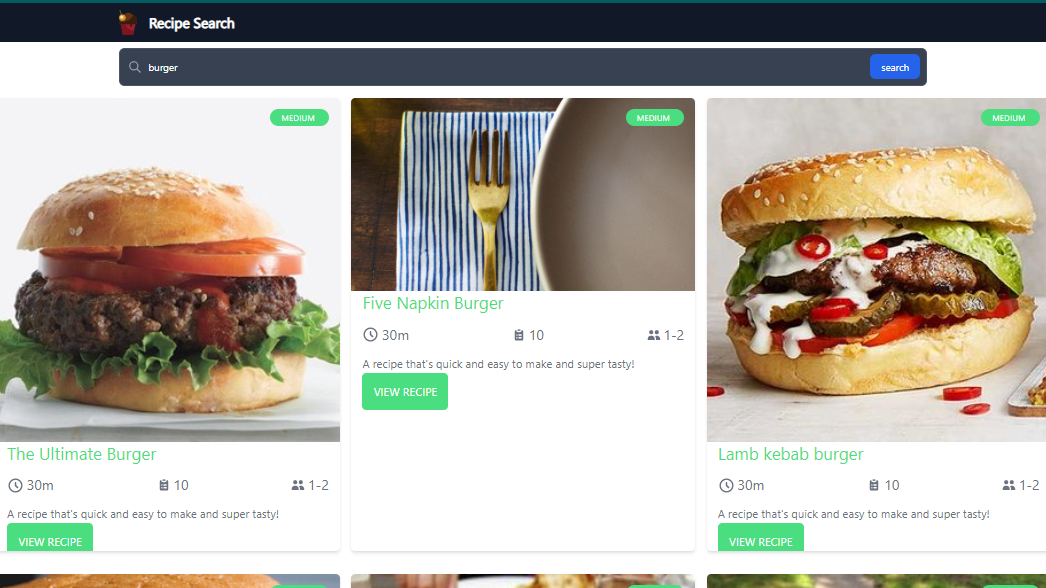 Recipe Search
burger
search
MEDIUM
The Ultimate Burger
30m
10
1-2
A recipe that's quick and easy to make and super tasty!
VIEW RECIPE
MEDIUM
Five Napkin Burger
30m
10
1-2
A recipe that's quick and easy to make and super tasty!
VIEW RECIPE
MEDIUM
Lamb kebab burger
30m
10
1-2
A recipe that's quick and easy to make and super tasty!
VIEW RECIPE